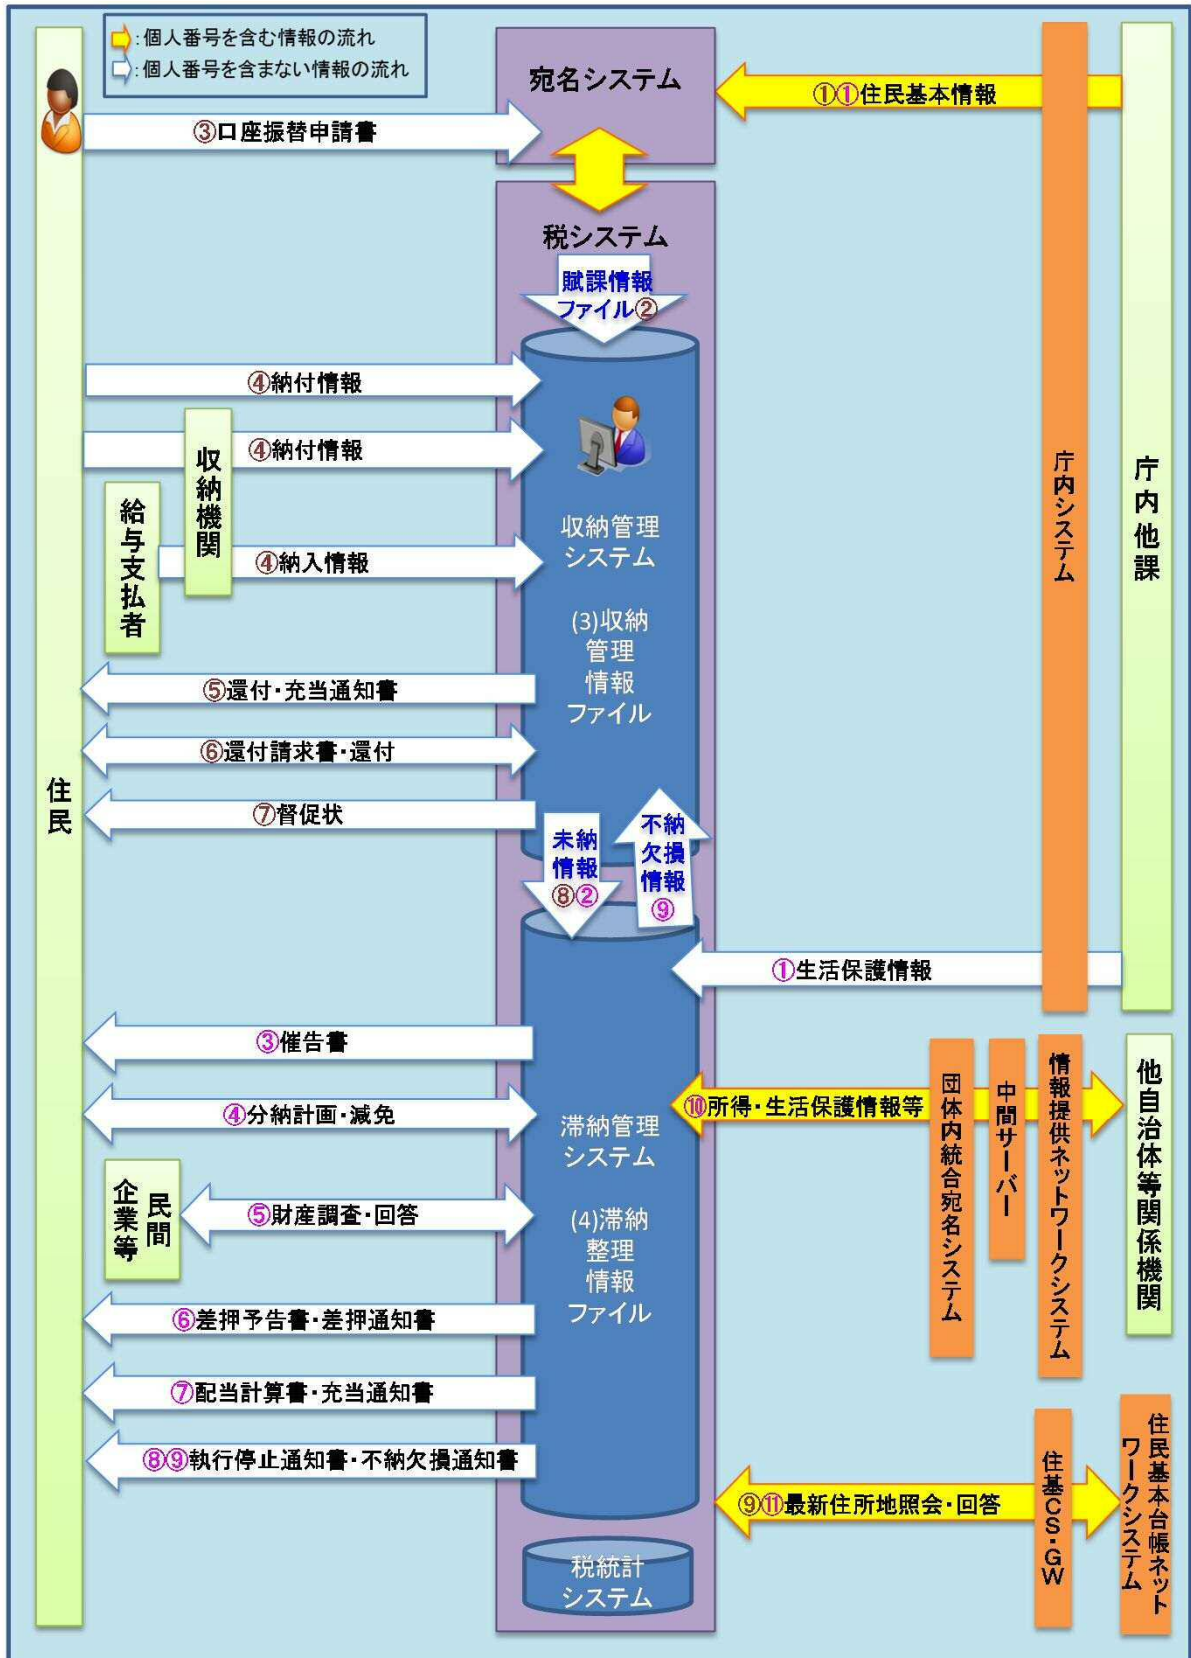 :個人番号を含む情報の流れ
:個人番号を含まない情報の流れ
宛名システム
①①住民基本情報
③口座振替申請書
税システム
賦課情報
ファイル②
④納付情報
④納付情報
収納機関
給与支払者
④納入情報
収納管理
システム
(3)収納
管理
情報
ファイル
庁内システム
庁内他課
⑤還付・充当通知書
⑥還付請求書・還付
住民
⑦督促状
未納
情報
⑧②
不納
欠損
情報
⑨
①生活保護情報
③催告書
④分納計画・減免
⑩所得・生活保護情報等
団体内統合宛名システム
中間サーバー
情報提供ネットワークシステム
他自治体等関係機関
滞納管理
システム
(4)滞納
整理
情報
ファイル
民間
企業等
⑤財産調査・回答
⑥差押予告書・差押通知書
⑦配当計算書・充当通知書
⑧⑨執行停止通知書・不納欠損通知書
⑨⑪最新住所地照会・回答
住基CS・GW
住民基本台帳ネット
ワークシステム
税統計
システム